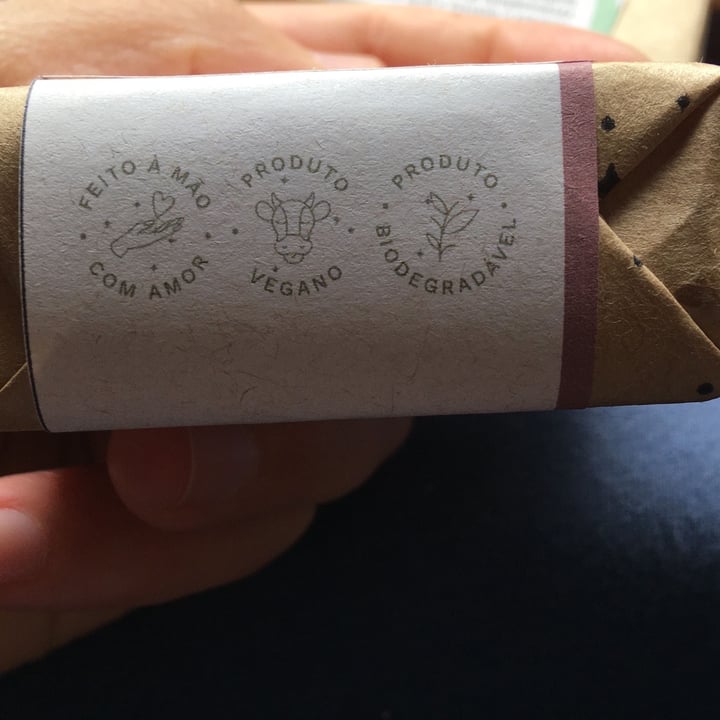 FEITO À MÃO
COM AMOR
PRODUTO
VEGANO
PRODUTO
BIODEGRADÁVEL